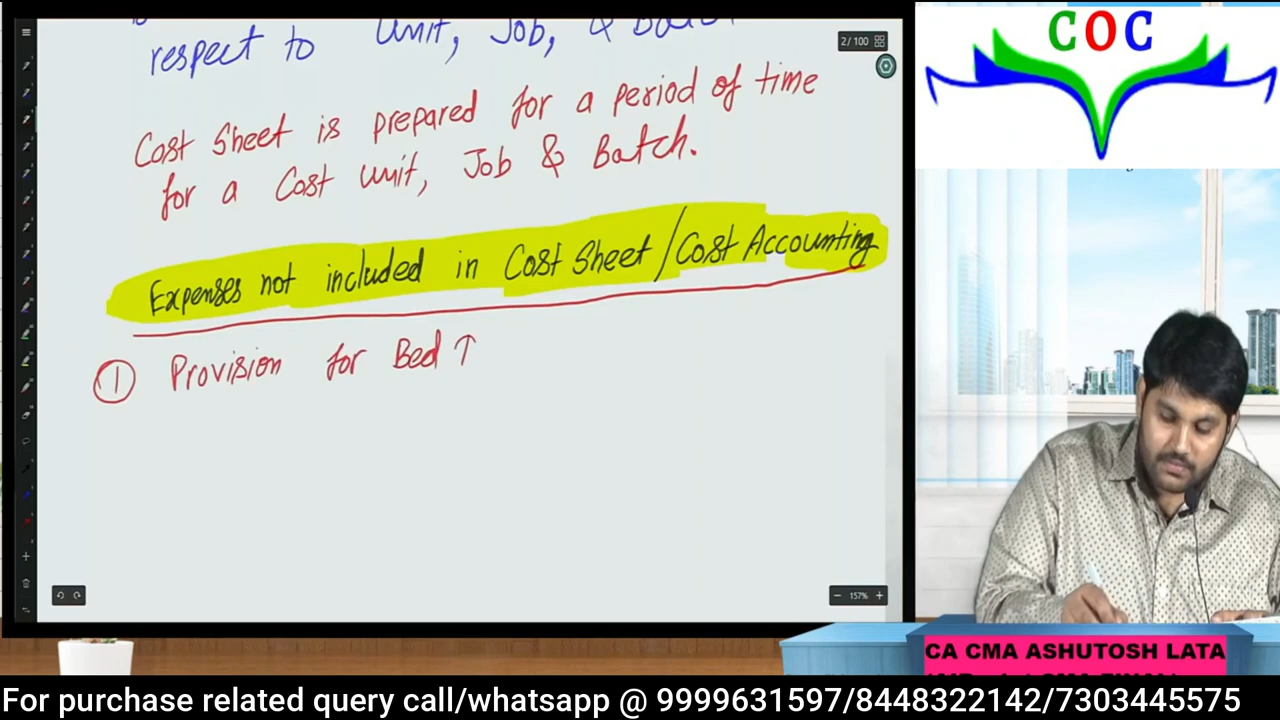 respect to Unit, Job, &
2/100
Cost Sheet is prepared for a period of time
for a Cost Unit, Job & Batch.
Expenses not included in Cost Sheet / Cost Accounting
① Provision for Bed
157%
COC
CA CMA ASHUTOSH LATA
For purchase related query call/whatsapp @ 9999631597/8448322142/7303445575